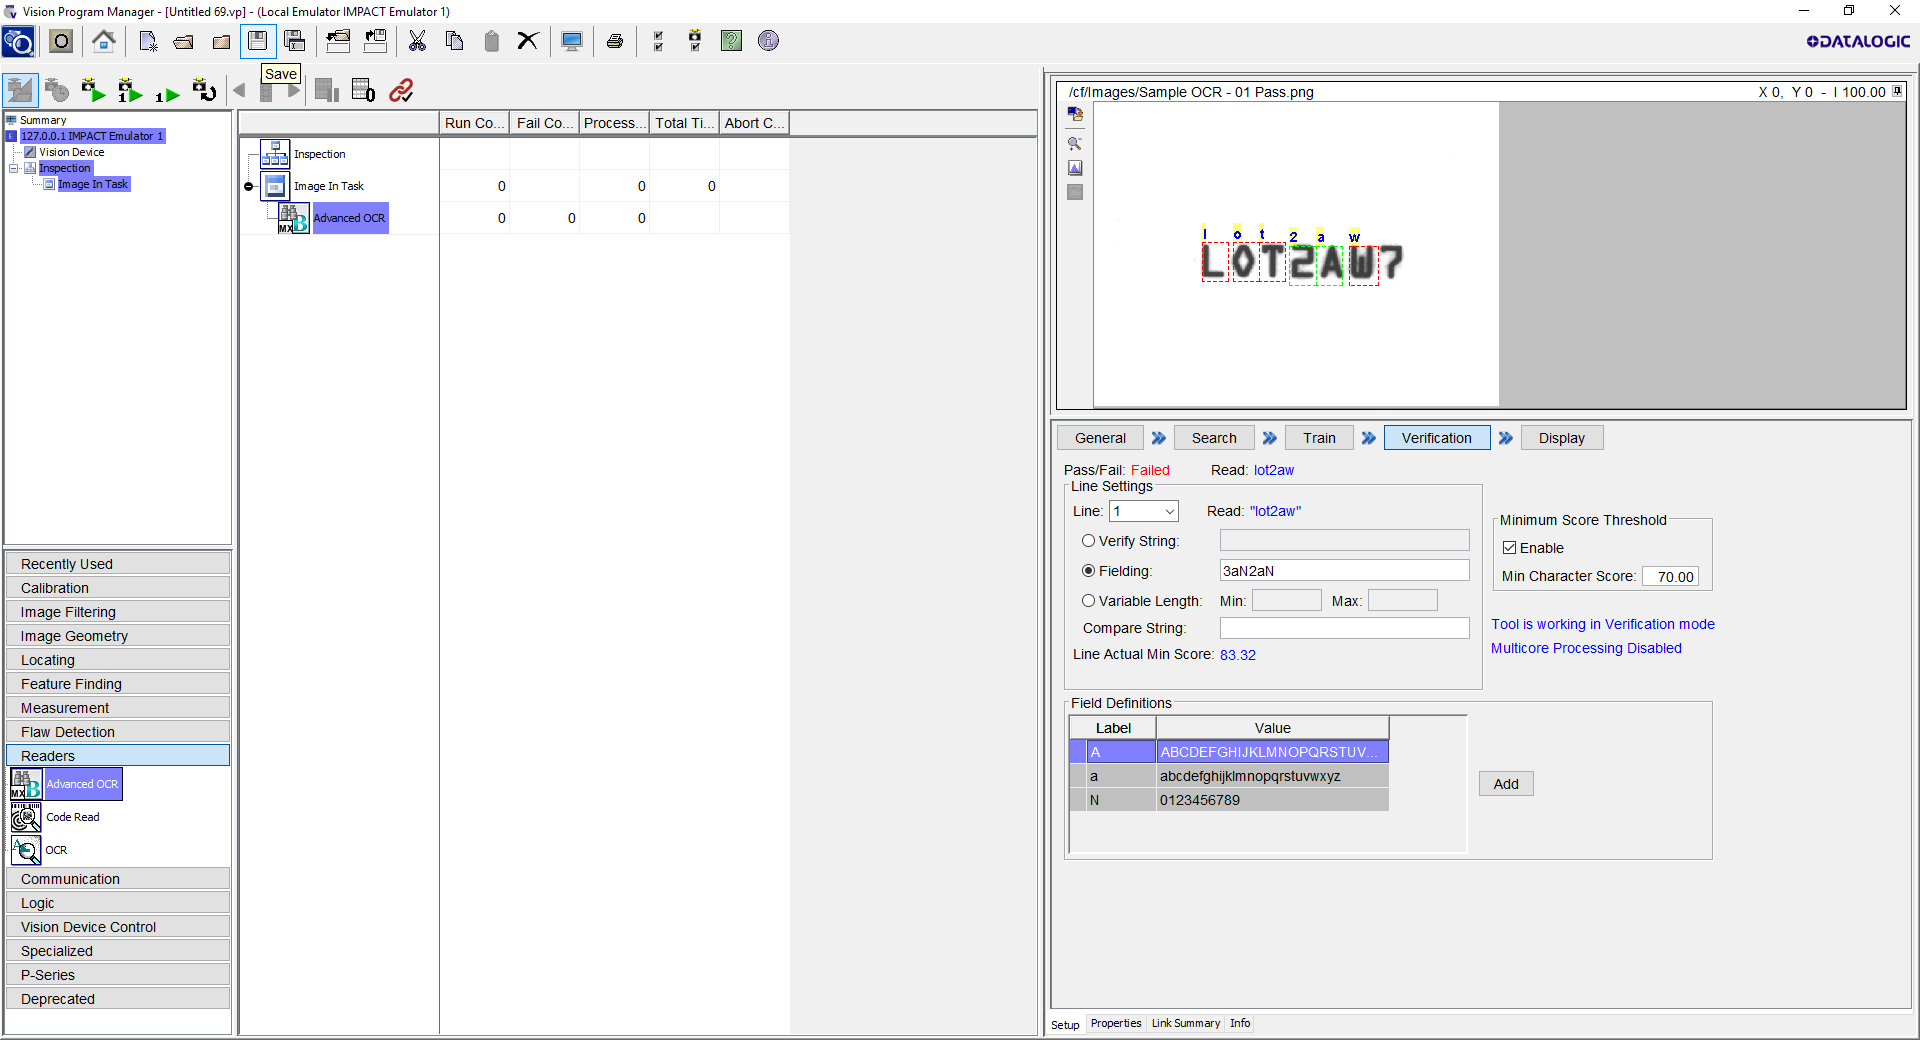 Vision Program Manager - [Untitled 69.vp] - (Local Emulator IMPACT Emulator 1)
DATALOGIC
Save
Summary
127.0.0.1 IMPACT Emulator 1
Vision Device
Inspection
Image In Task
Recently Used
Calibration
Image Filtering
Image Geometry
Locating
Feature Finding
Measurement
Flaw Detection
Readers
Advanced OCR
Code Read
OCR
Communication
Logic
Vision Device Control
Specialized
P-Series
Deprecated
Run Co... Fail Co... Process... Total Ti... Abort C...
Inspection
Image In Task 0 0 0
MX B Advanced OCR 0 0 0
/cf/Images/Sample OCR - 01 Pass.png X 0, Y 0 - I 100.00
l o t 2 a w
LOT2AW7
General Search Train Verification Display
Pass/Fail: Failed Read: lot2aw
Line Settings
Line: 1 Read: "lot2aw"
Verify String:
Fielding: 3aN2aN
Variable Length: Min: Max:
Compare String:
Line Actual Min Score: 83.32
Minimum Score Threshold
Enable
Min Character Score: 70.00
Tool is working in Verification mode
Multicore Processing Disabled
Field Definitions
Label Value
A ABCDEFGHIJKLMNOPQRSTUV...
a abcdefghijklmnopqrstuvwxyz
N 0123456789
Add
Setup Properties Link Summary Info